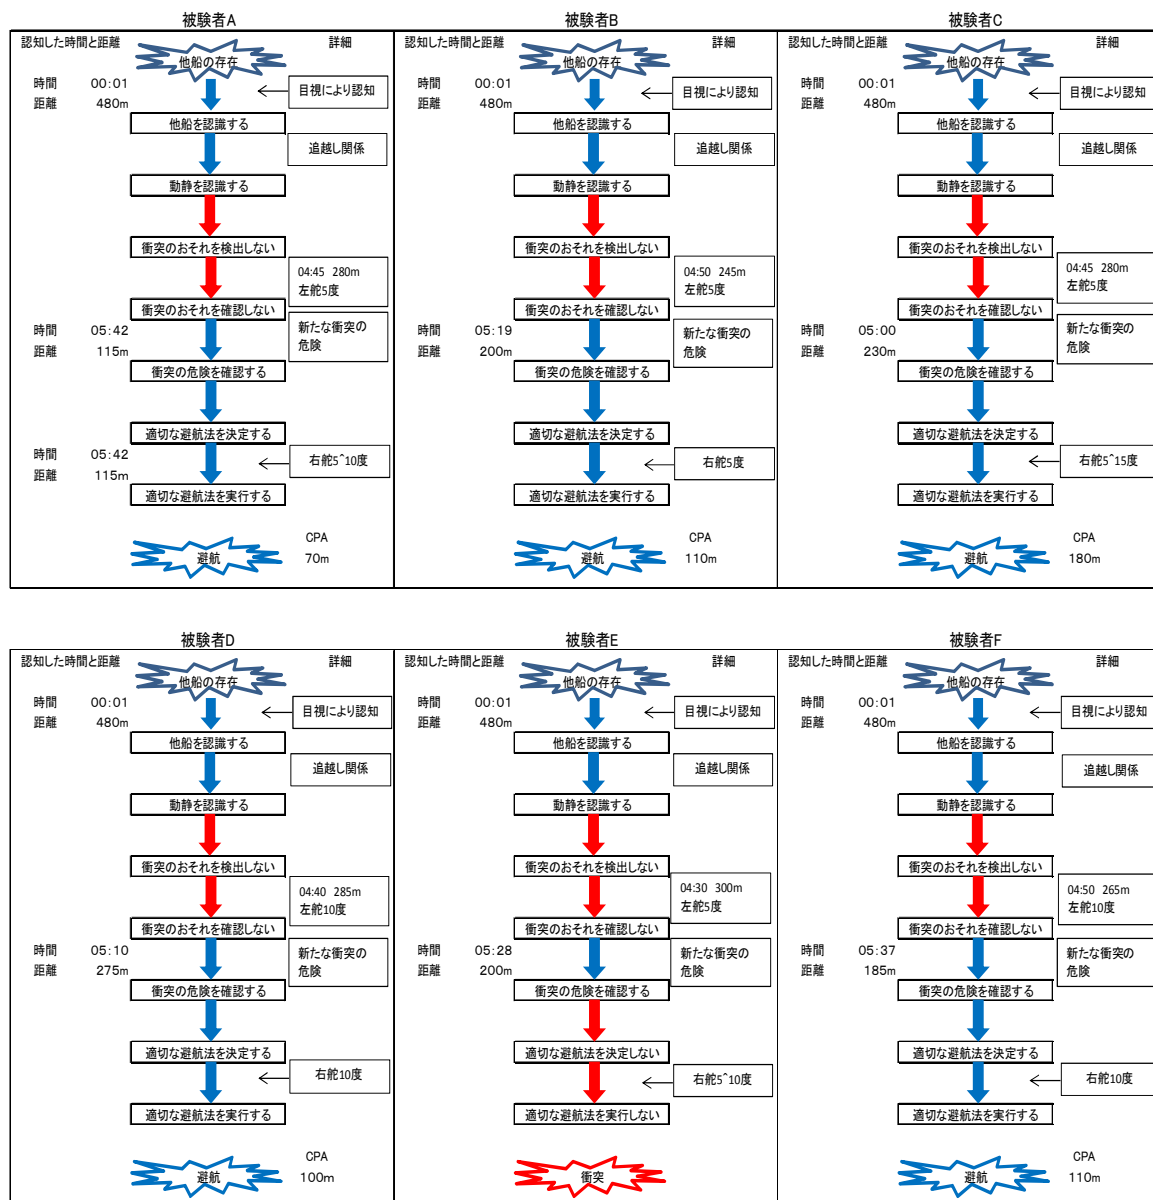 被験者A
認知した時間と距離
詳細
他船の存在
時間 00:01
距離 480m
目視により認知
他船を認識する
追越し関係
動静を認識する
衝突のおそれを検出しない
04:45 280m
左舵5度
衝突のおそれを確認しない
時間 05:42
距離 115m
新たな衝突の
危険
衝突の危険を確認する
適切な避航法を決定する
時間 05:42
距離 115m
右舵5~10度
適切な避航法を実行する
避航
CPA
70m
被験者B
認知した時間と距離
詳細
他船の存在
時間 00:01
距離 480m
目視により認知
他船を認識する
追越し関係
動静を認識する
衝突のおそれを検出しない
04:50 245m
左舵5度
衝突のおそれを確認しない
時間 05:19
距離 200m
新たな衝突の
危険
衝突の危険を確認する
適切な避航法を決定する
右舵5度
適切な避航法を実行する
避航
CPA
110m
被験者C
認知した時間と距離
詳細
他船の存在
時間 00:01
距離 480m
目視により認知
他船を認識する
追越し関係
動静を認識する
衝突のおそれを検出しない
04:45 280m
左舵5度
衝突のおそれを確認しない
時間 05:00
距離 230m
新たな衝突の
危険
衝突の危険を確認する
適切な避航法を決定する
右舵5~15度
適切な避航法を実行する
避航
CPA
180m
被験者D
認知した時間と距離
詳細
他船の存在
時間 00:01
距離 480m
目視により認知
他船を認識する
追越し関係
動静を認識する
衝突のおそれを検出しない
04:40 285m
左舵10度
衝突のおそれを確認しない
時間 05:10
距離 275m
新たな衝突の
危険
衝突の危険を確認する
適切な避航法を決定する
右舵10度
適切な避航法を実行する
避航
CPA
100m
被験者E
認知した時間と距離
詳細
他船の存在
時間 00:01
距離 480m
目視により認知
他船を認識する
追越し関係
動静を認識する
衝突のおそれを検出しない
04:30 300m
左舵5度
衝突のおそれを確認しない
時間 05:28
距離 200m
新たな衝突の
危険
衝突の危険を確認する
適切な避航法を決定しない
右舵5~10度
適切な避航法を実行しない
衝突
被験者F
認知した時間と距離
詳細
他船の存在
時間 00:01
距離 480m
目視により認知
他船を認識する
追越し関係
動静を認識する
衝突のおそれを検出しない
04:50 265m
左舵10度
衝突のおそれを確認しない
時間 05:37
距離 185m
新たな衝突の
危険
衝突の危険を確認する
適切な避航法を決定する
右舵10度
適切な避航法を実行する
避航
CPA
110m